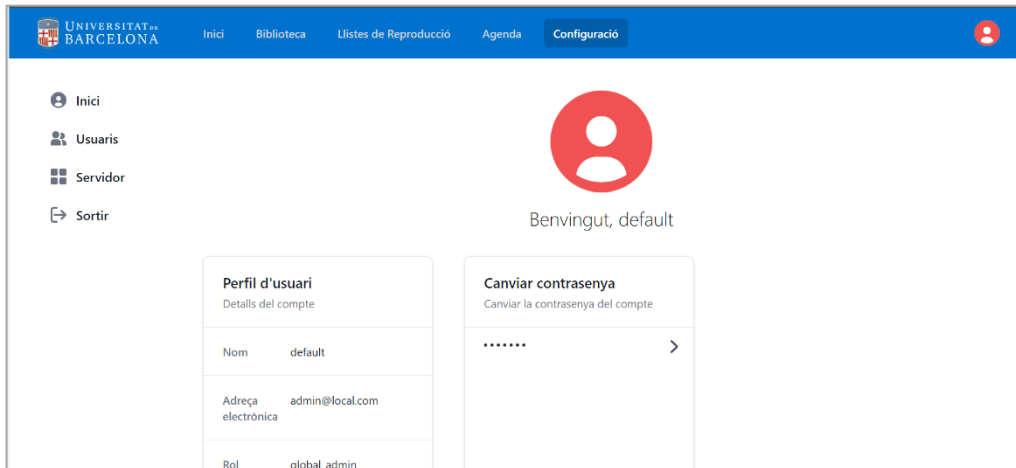 UNIVERSITAT DE
BARCELONA
Inici Biblioteca Llistes de Reproducció Agenda Configuració
Inici
Usuaris
Servidor
Sortir
Benvingut, default
Perfil d'usuari
Detalls del compte
Nom default
Adreça electrònica admin@local.com
Rol global_admin
Canviar contrasenya
Canviar la contrasenya del compte
•••••••